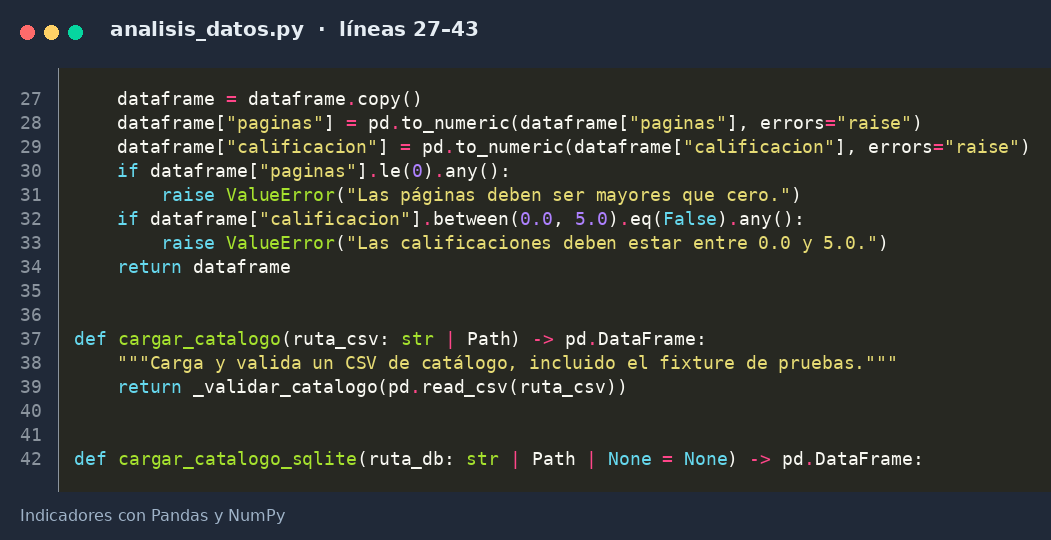 analisis_datos.py · líneas 27–43
27     dataframe = dataframe.copy()
28     dataframe["paginas"] = pd.to_numeric(dataframe["paginas"], errors="raise")
29     dataframe["calificacion"] = pd.to_numeric(dataframe["calificacion"], errors="raise")
30     if dataframe["paginas"].le(0).any():
31         raise ValueError("Las páginas deben ser mayores que cero.")
32     if dataframe["calificacion"].between(0.0, 5.0).eq(False).any():
33         raise ValueError("Las calificaciones deben estar entre 0.0 y 5.0.")
34     return dataframe
35
36
37 def cargar_catalogo(ruta_csv: str | Path) -> pd.DataFrame:
38     """Carga y valida un CSV de catálogo, incluido el fixture de pruebas."""
39     return _validar_catalogo(pd.read_csv(ruta_csv))
40
41
42 def cargar_catalogo_sqlite(ruta_db: str | Path | None = None) -> pd.DataFrame:
Indicadores con Pandas y NumPy